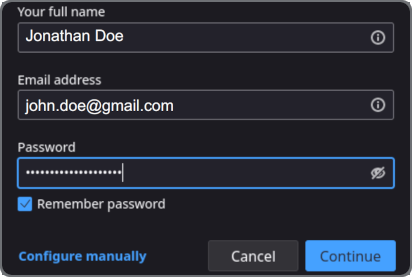 Your full name
Jonathan Doe
Email address
john.doe@gmail.com
Password
••••••••••••••••••••
Remember password
Configure manually
Cancel
Continue